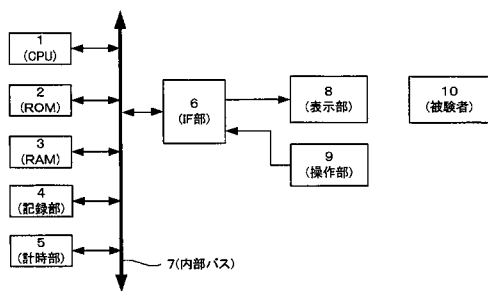 1
(CPU)
2
(ROM)
3
(RAM)
4
(記録部)
5
(計時部)
6
(IF部)
7(内部バス)
8
(表示部)
9
(操作部)
10
(被験者)